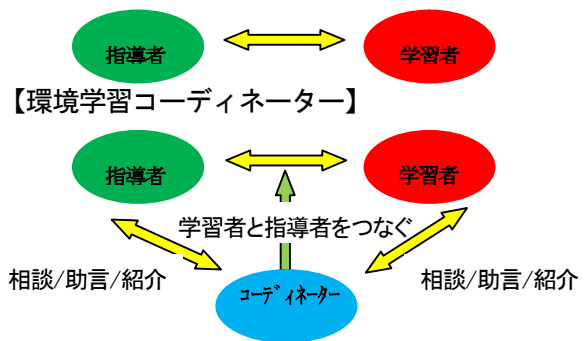 指導者
学習者
【環境学習コーディネーター】
指導者
学習者
学習者と指導者をつなぐ
相談/助言/紹介
相談/助言/紹介
コーディネーター